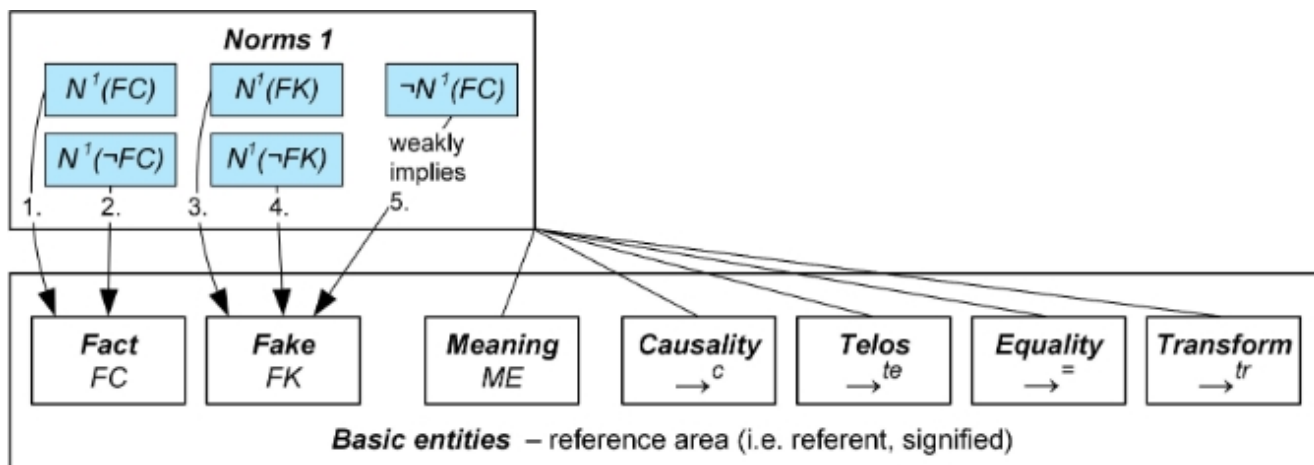 Norms 1
N¹(FC)
N¹(FK)
¬N¹(FC)
N¹(¬FC)
N¹(¬FK)
weakly
implies
1.
2.
3.
4.
5.
Fact
FC
Fake
FK
Meaning
ME
Causality
→ᶜ
Telos
→ᵗᵉ
Equality
→⁼
Transform
→ᵗʳ
Basic entities – reference area (i.e. referent, signified)